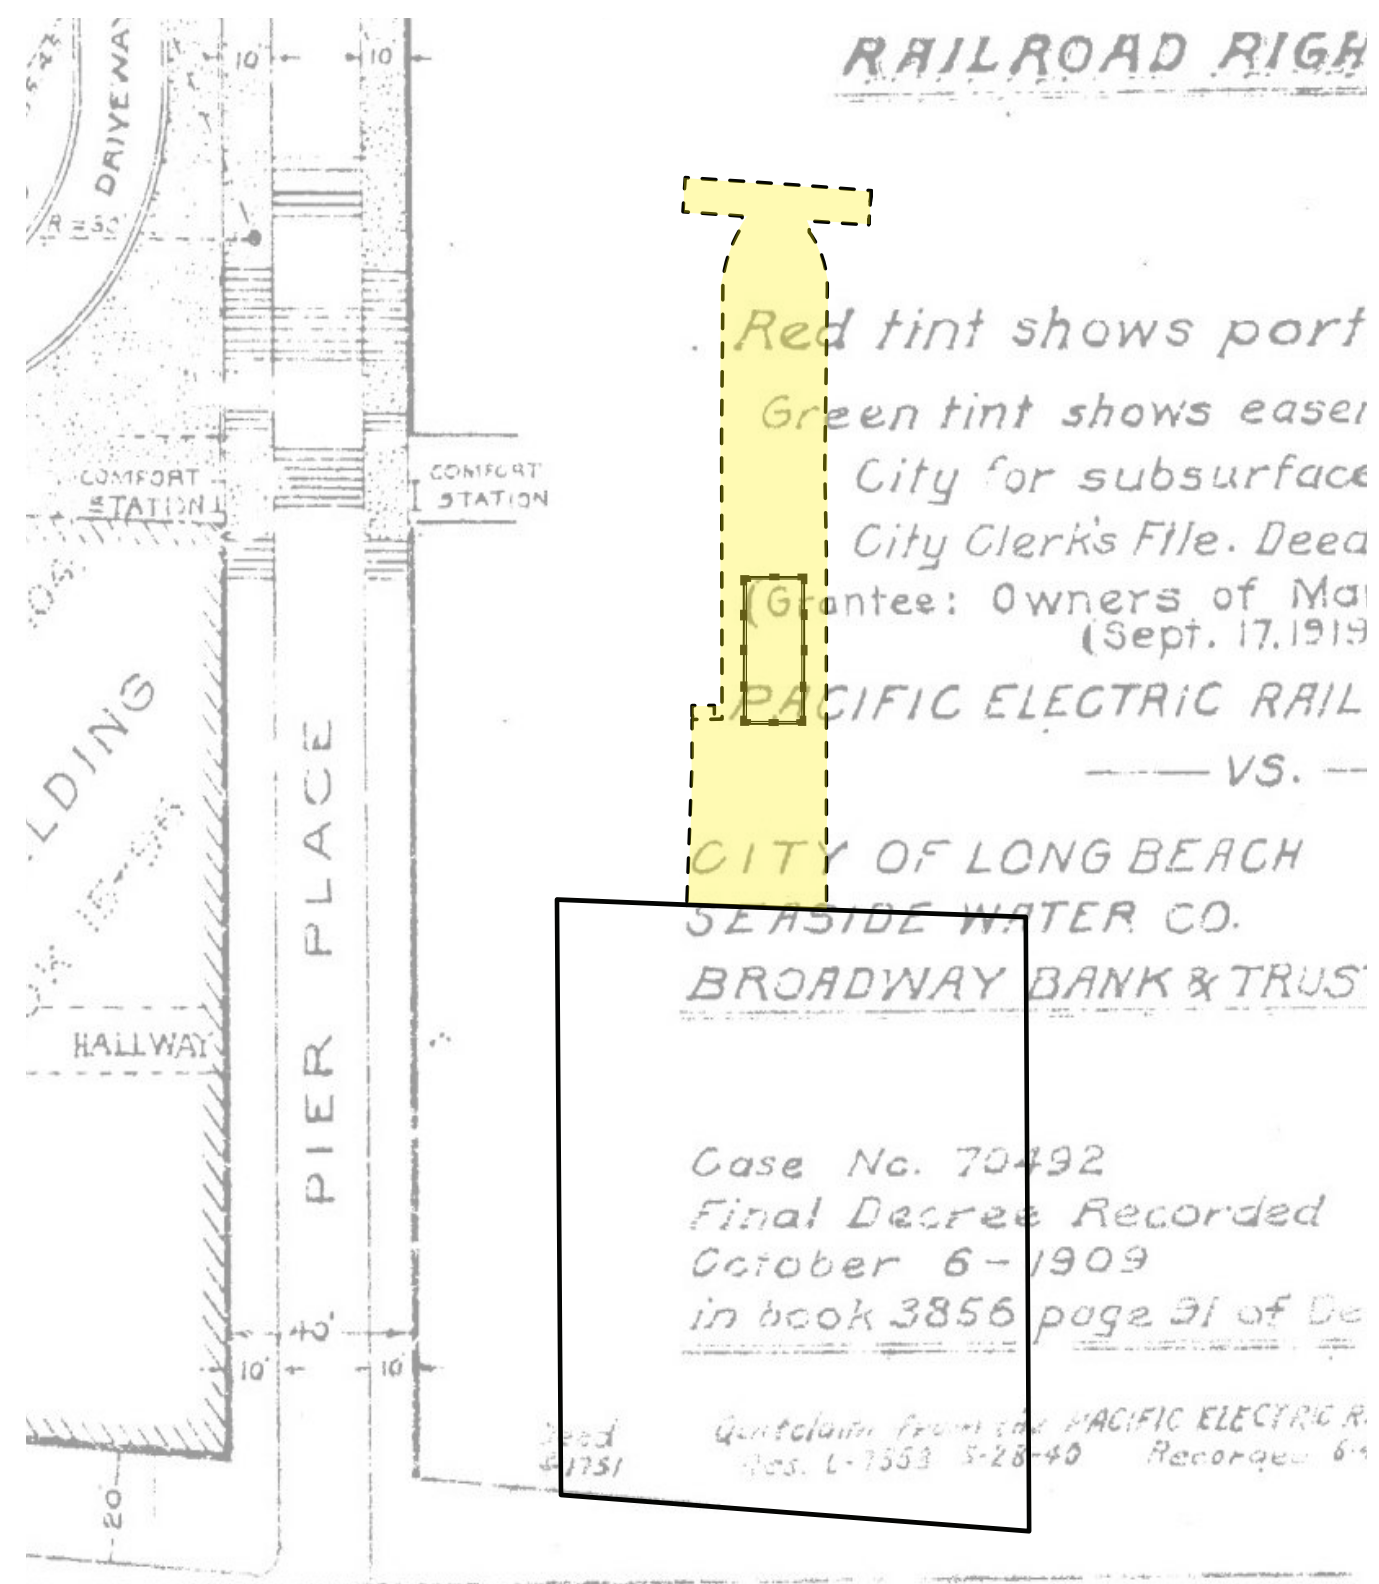 RAILROAD RIGH
10'
10
DRIVEWAY
R = 50'
Red tint shows port
Green tint shows easer
City for subsurface
City Clerk's File. Deed
(Grantee: Owners of Ma
(Sept. 17, 1919
PACIFIC ELECTRIC RAIL
VS.
CITY OF LONG BEACH
SEASIDE WATER CO.
BROADWAY BANK & TRUST
COMFORT
STATION
COMFORT
STATION
LDING
PIER PLACE
HALLWAY
Case No. 70492
Final Decree Recorded
October 6-1909
in book 3856 page 91 of De
40'
10'
10'
Deed
Quitclaim from the PACIFIC ELECTRIC R
Res. 5-28-40 Recorded 6-
20